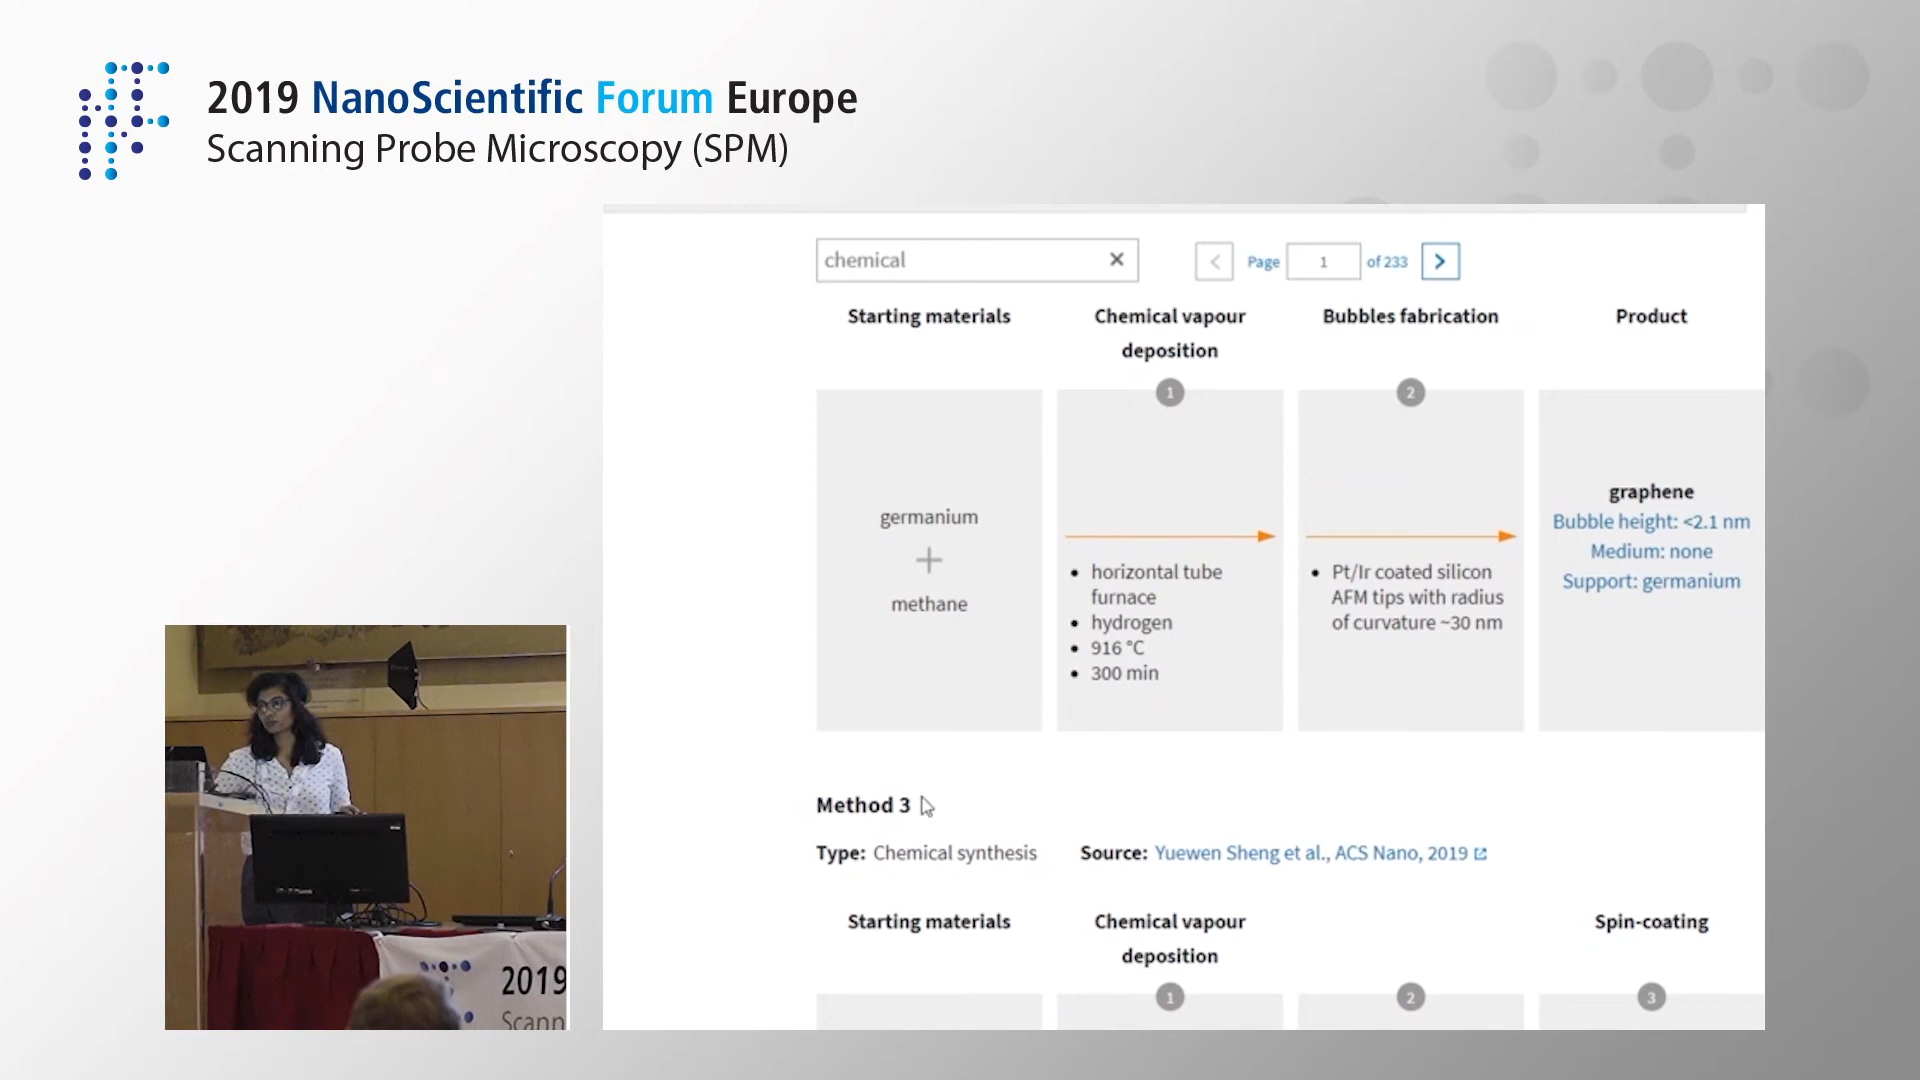 2019 NanoScientific Forum Europe
Scanning Probe Microscopy (SPM)
chemical ✕
< Page 1 of 233 >
Starting materials
Chemical vapour
deposition
Bubbles fabrication
Product
1
2
germanium
+
methane
• horizontal tube
furnace
• hydrogen
• 916 °C
• 300 min
• Pt/Ir coated silicon
AFM tips with radius
of curvature ~30 nm
graphene
Bubble height: <2.1 nm
Medium: none
Support: germanium
Method 3
Type: Chemical synthesis Source: Yuewen Sheng et al., ACS Nano, 2019
Starting materials
Chemical vapour
deposition
Spin-coating
1
2
3
2019
Scann